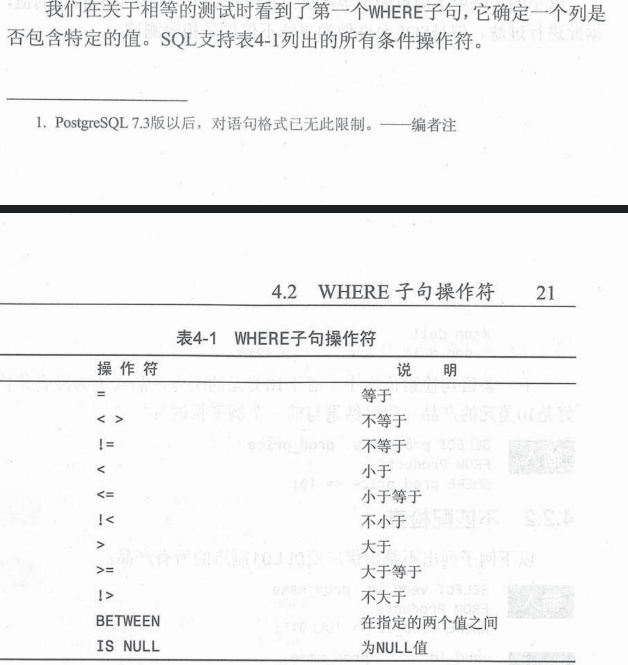 我们在关于相等的测试时看到了第一个WHERE子句,它确定一个列是
否包含特定的值。SQL支持表4-1列出的所有条件操作符。
1. PostgreSQL 7.3版以后，对语句格式已无此限制。——编者注
4.2 WHERE 子句操作符 21
表4-1 WHERE子句操作符
操作符 说明
= 等于
< > 不等于
!= 不等于
< 小于
<= 小于等于
!< 不小于
> 大于
>= 大于等于
!> 不大于
BETWEEN 在指定的两个值之间
IS NULL 为NULL值